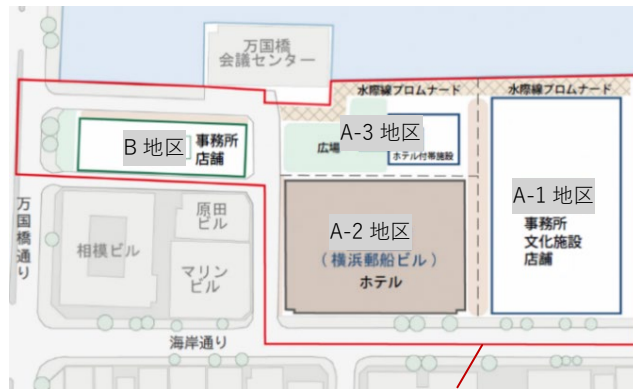 万国橋
会議センター
水際線プロムナード
水際線プロムナード
B 地区
事務所
店舗
広場
A-3 地区
ホテル付帯施設
A-1 地区
事務所
文化施設
店舗
A-2 地区
（横浜郵船ビル）
ホテル
万国橋通り
相模ビル
原田
ビル
マリン
ビル
海岸通り